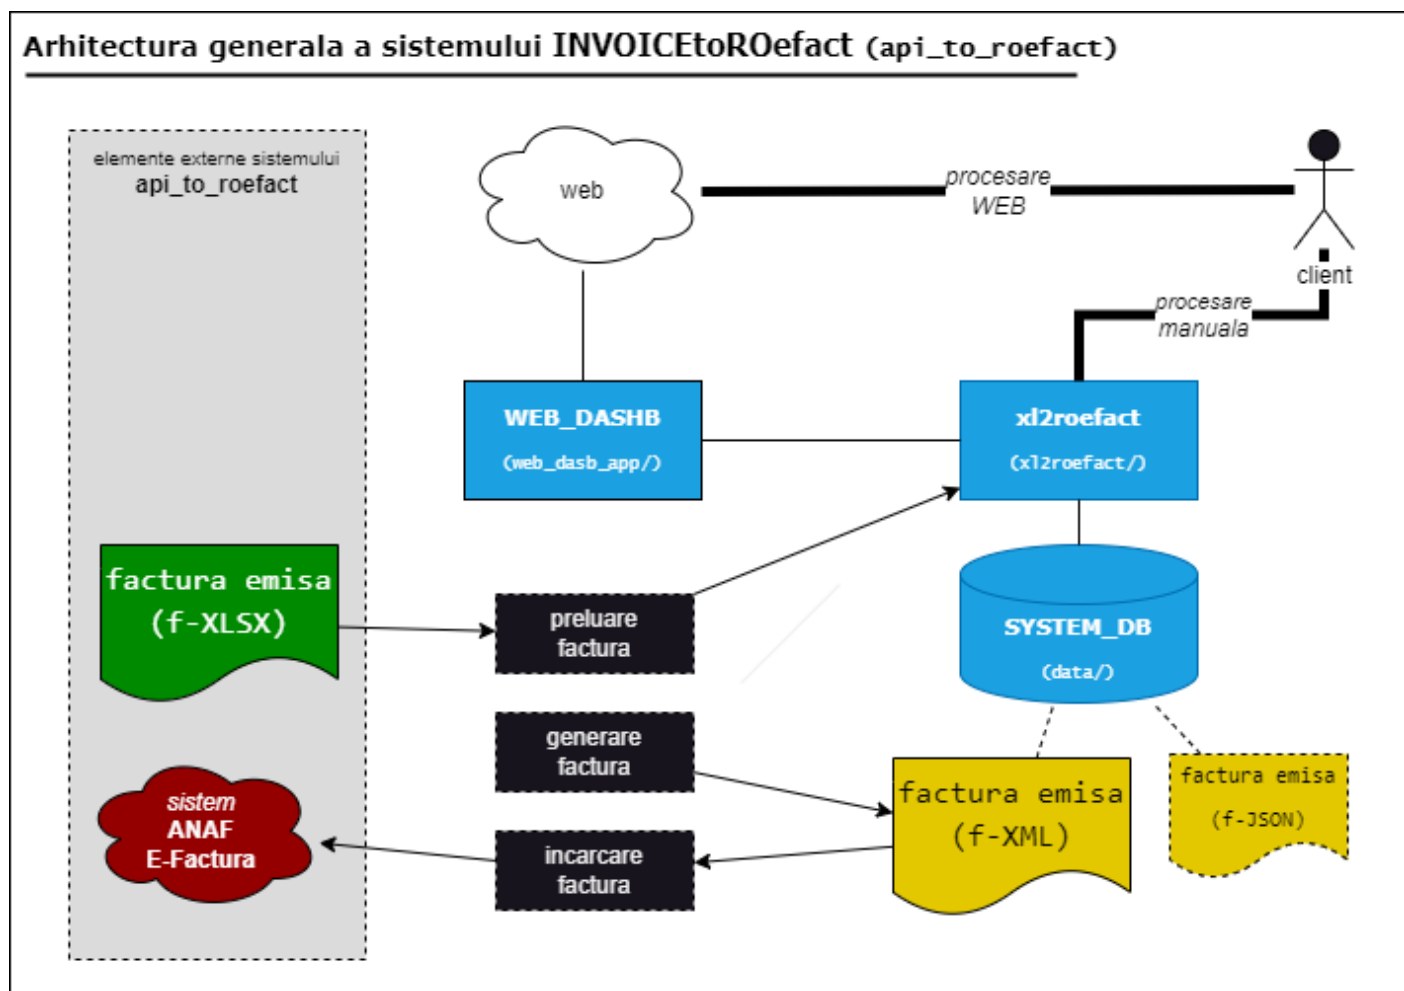 Arhitectura generala a sistemului INVOICEtoROefact (api_to_roefact)
elemente externe sistemului
api_to_roefact
web
procesare
WEB
client
procesare
manuala
WEB_DASHB
(web_dasb_app/)
xl2roefact
(xl2roefact/)
factura emisa
(f-XLSX)
preluare
factura
SYSTEM_DB
(data/)
generare
factura
factura emisa
(f-XML)
factura emisa
(f-JSON)
sistem
ANAF
E-Factura
incarcare
factura